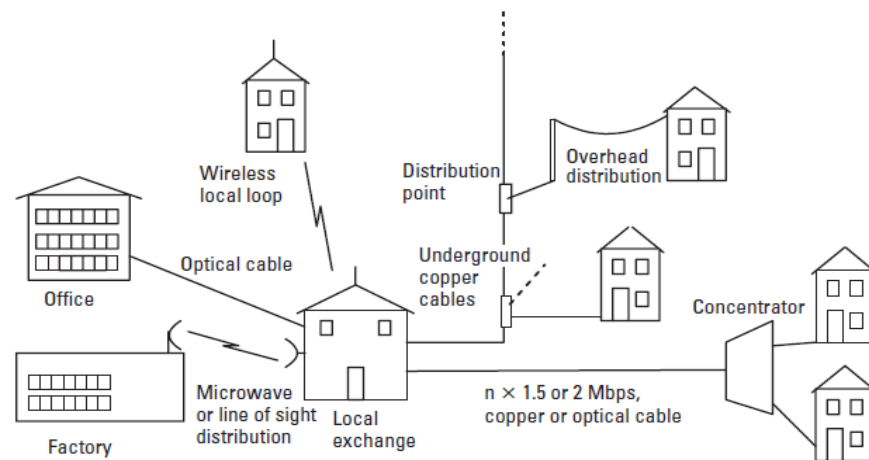 Wireless
local loop
Distribution
point
Overhead
distribution
Optical cable
Office
Underground
copper
cables
Concentrator
Microwave
or line of sight
distribution
Local
exchange
n × 1.5 or 2 Mbps,
copper or optical cable
Factory